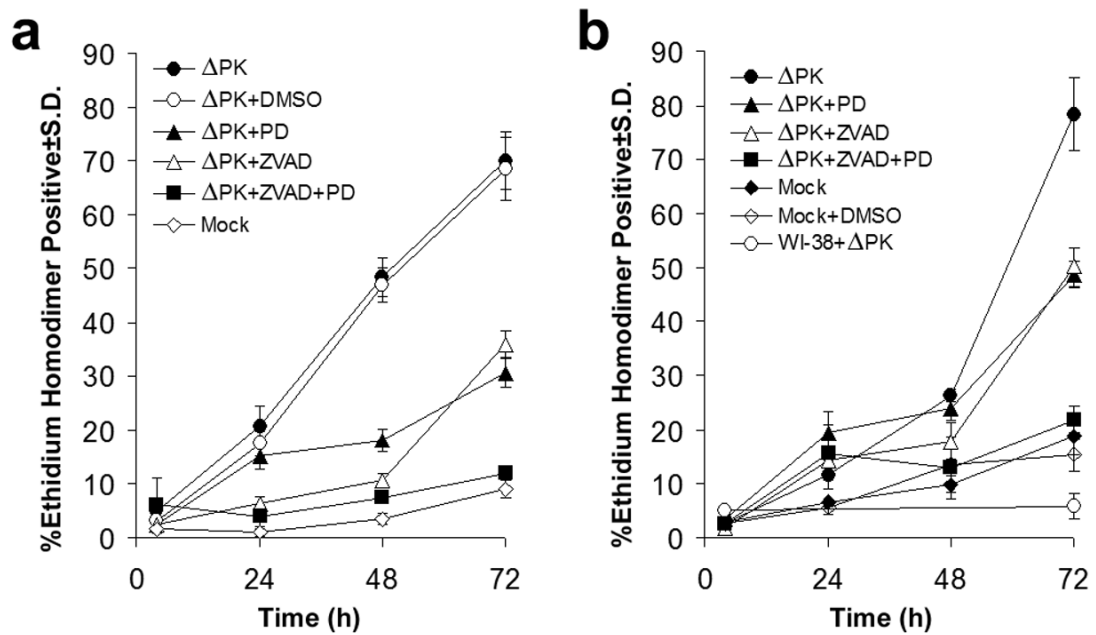 a
%Ethidium Homodimer Positive±S.D.
90
80
70
60
50
40
30
20
10
0
ΔPK
ΔPK+DMSO
ΔPK+PD
ΔPK+ZVAD
ΔPK+ZVAD+PD
Mock
0 24 48 72
Time (h)
b
%Ethidium Homodimer Positive±S.D.
90
80
70
60
50
40
30
20
10
0
ΔPK
ΔPK+PD
ΔPK+ZVAD
ΔPK+ZVAD+PD
Mock
Mock+DMSO
WI-38+ΔPK
0 24 48 72
Time (h)